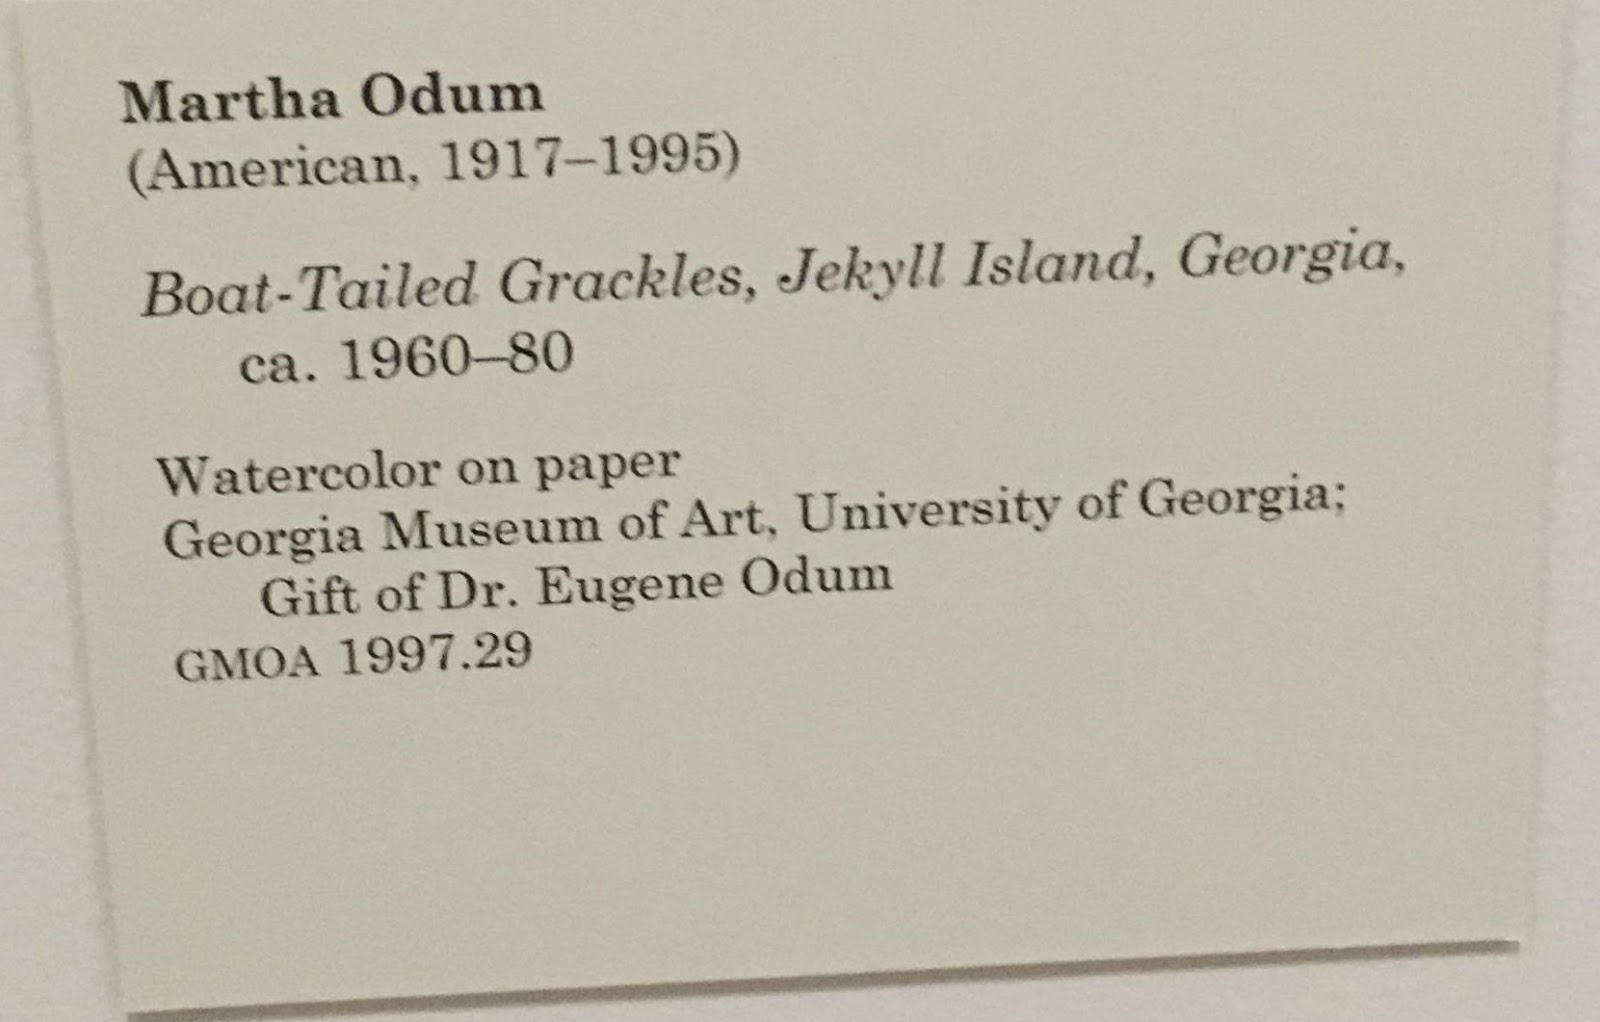 Martha Odum
(American, 1917–1995)
Boat-Tailed Grackles, Jekyll Island, Georgia,
ca. 1960–80
Watercolor on paper
Georgia Museum of Art, University of Georgia;
Gift of Dr. Eugene Odum
GMOA 1997.29